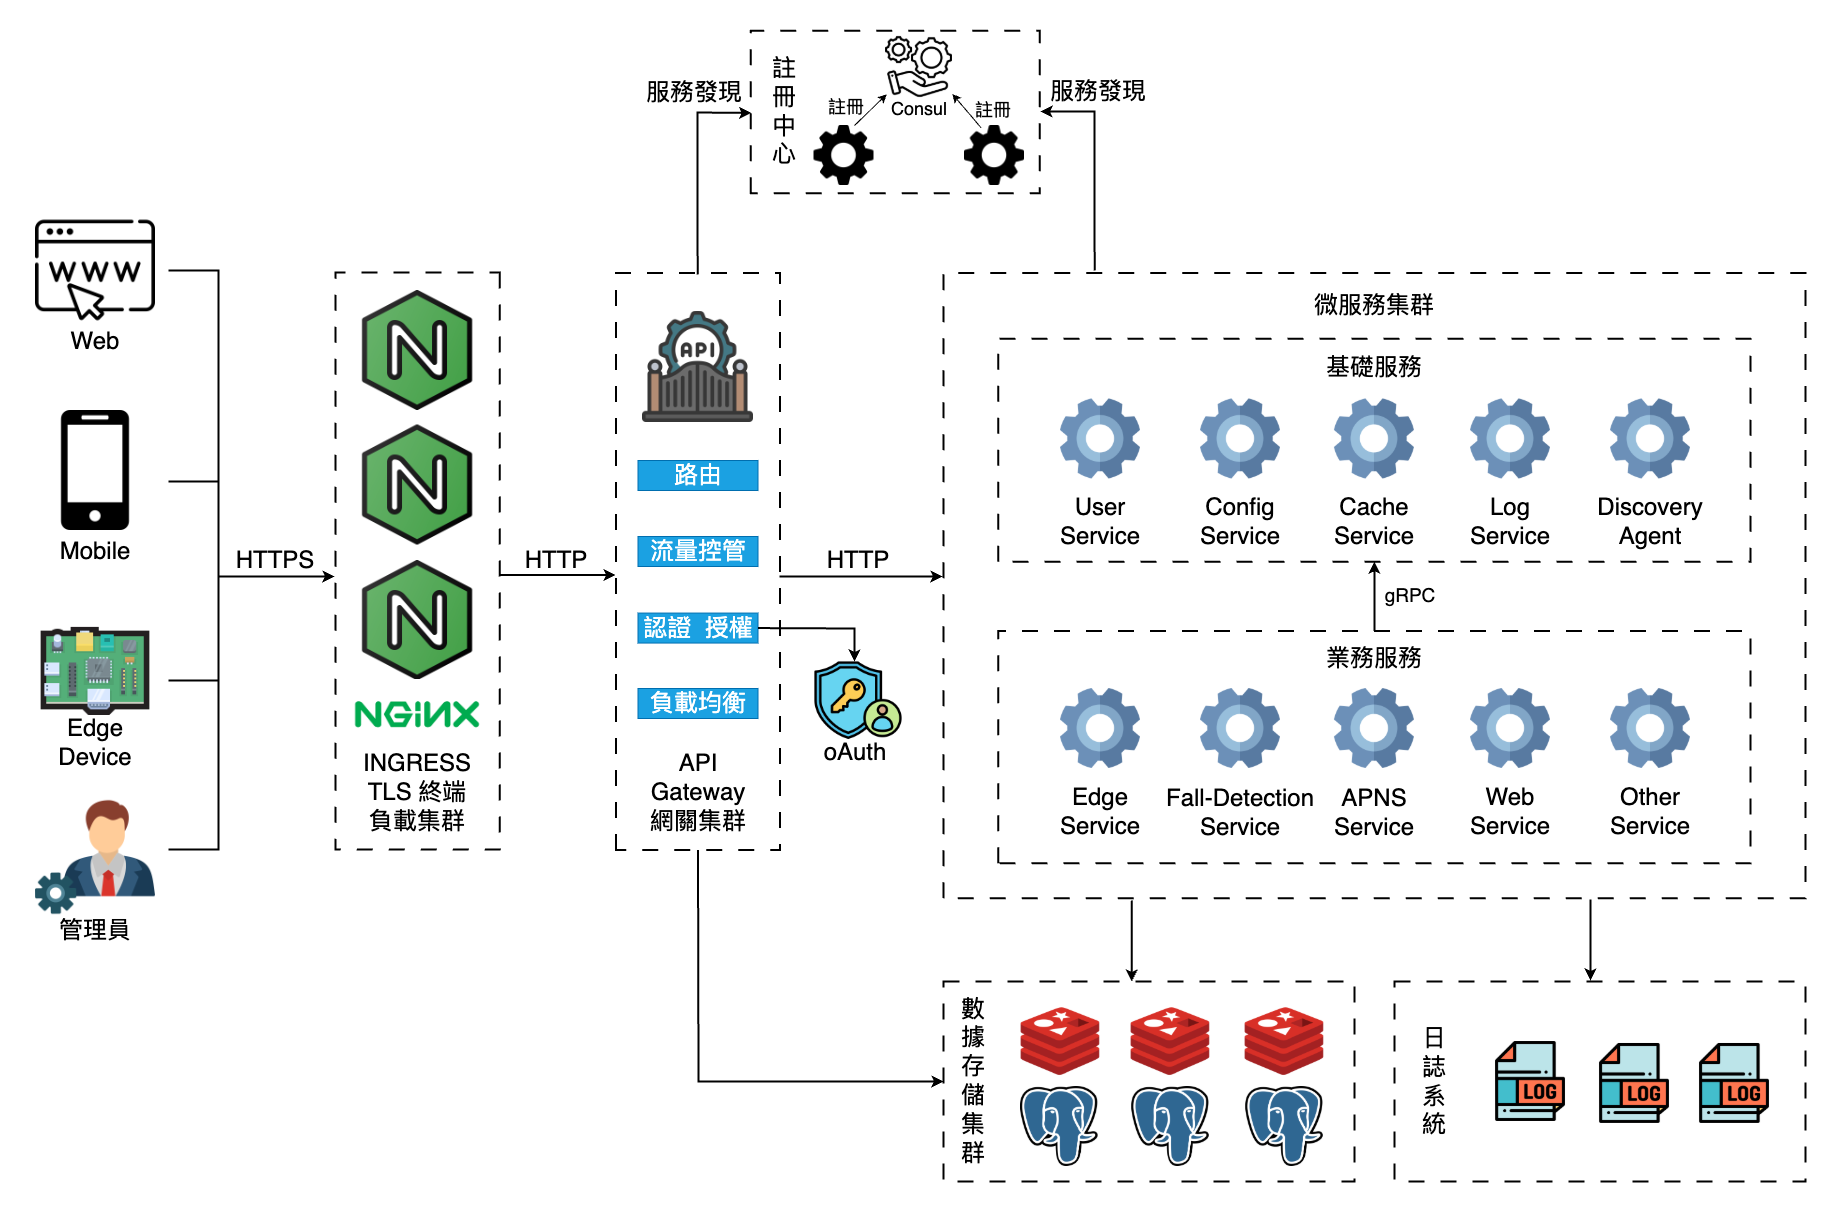 註
冊
中
心
Consul
註冊
註冊
服務發現
服務發現
WWW
Web
Mobile
Edge
Device
管理員
HTTPS
NGINX
INGRESS
TLS 終端
負載集群
HTTP
API
路由
流量控管
認證 授權
負載均衡
API
Gateway
網關集群
oAuth
HTTP
微服務集群
基礎服務
User
Service
Config
Service
Cache
Service
Log
Service
Discovery
Agent
gRPC
業務服務
Edge
Service
Fall-Detection
Service
APNS
Service
Web
Service
Other
Service
數
據
存
儲
集
群
日
誌
系
統
LOG
LOG
LOG